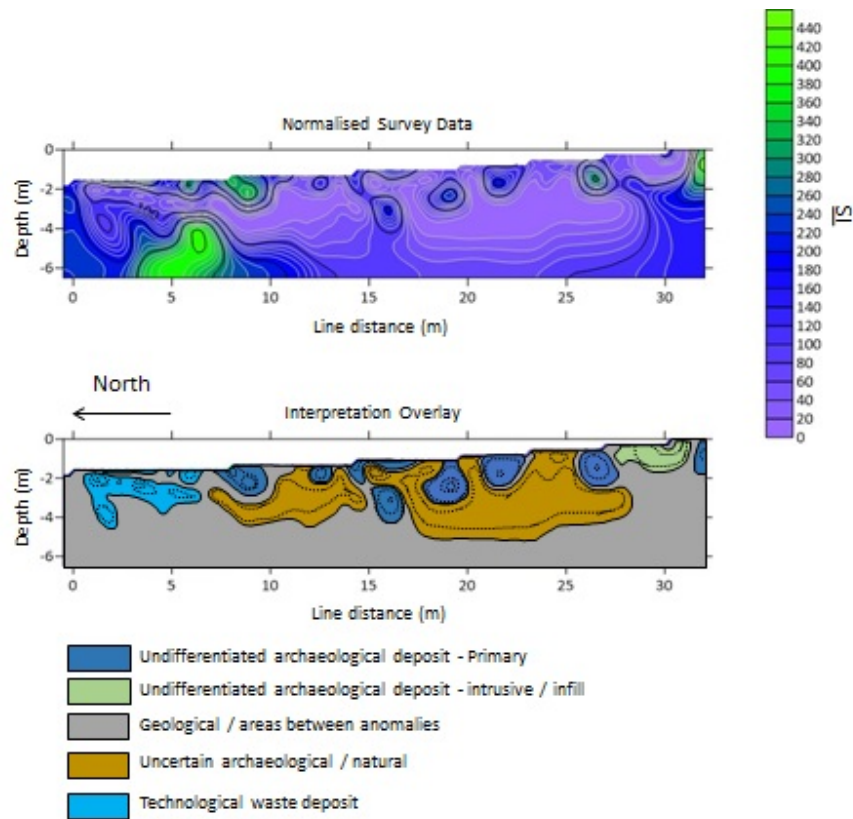 Normalised Survey Data
0
-2
-4
-6
Depth (m)
0 5 10 15 20 25 30
Line distance (m)
440
420
400
380
360
340
320
300
280
260
240
220
200
180
160
140
120
100
80
60
40
20
0
North
Interpretation Overlay
0
-2
-4
-6
Depth (m)
0 5 10 15 20 25 30
Line distance (m)
Undifferentiated archaeological deposit - Primary
Undifferentiated archaeological deposit - intrusive / infill
Geological / areas between anomalies
Uncertain archaeological / natural
Technological waste deposit